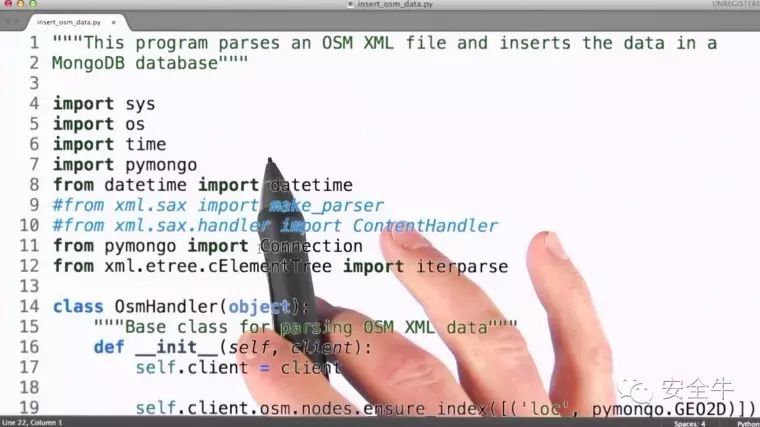 insert_osm_data.py
UNREGISTERE
insert_osm_data.py ×
1 """This program parses an OSM XML file and inserts the data in a
2 MongoDB database"""
3
4 import sys
5 import os
6 import time
7 import pymongo
8 from datetime import datetime
9 #from xml.sax import make_parser
10 #from xml.sax.handler import ContentHandler
11 from pymongo import Connection
12 from xml.etree.cElementTree import iterparse
13
14 class OsmHandler(object):
15 """Base class for parsing OSM XML data"""
16 def __init__(self, client):
17 self.client = client
18
19 self.client.osm.nodes.ensure_index([('loc', pymongo.GEO2D)])
安全牛
Line 22, Column 1
Spaces: 4
Python